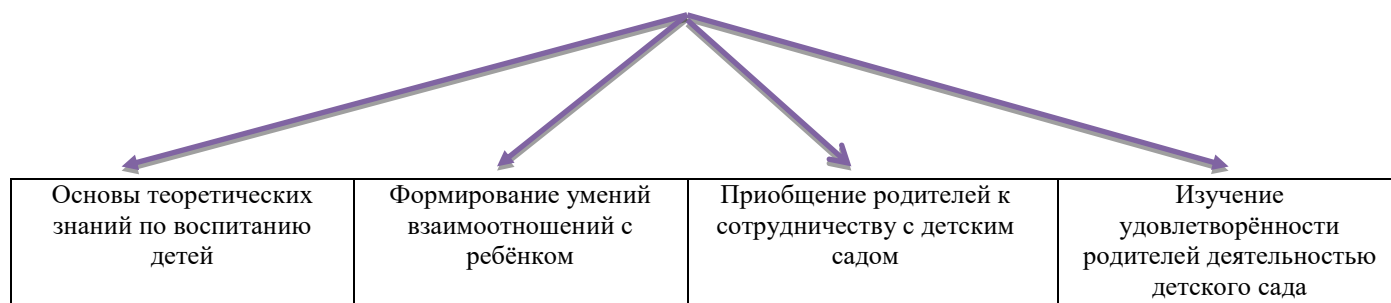 Основы теоретических
знаний по воспитанию
детей
Формирование умений
взаимоотношений с
ребёнком
Приобщение родителей к
сотрудничеству с детским
садом
Изучение
удовлетворённости
родителей деятельностью
детского сада